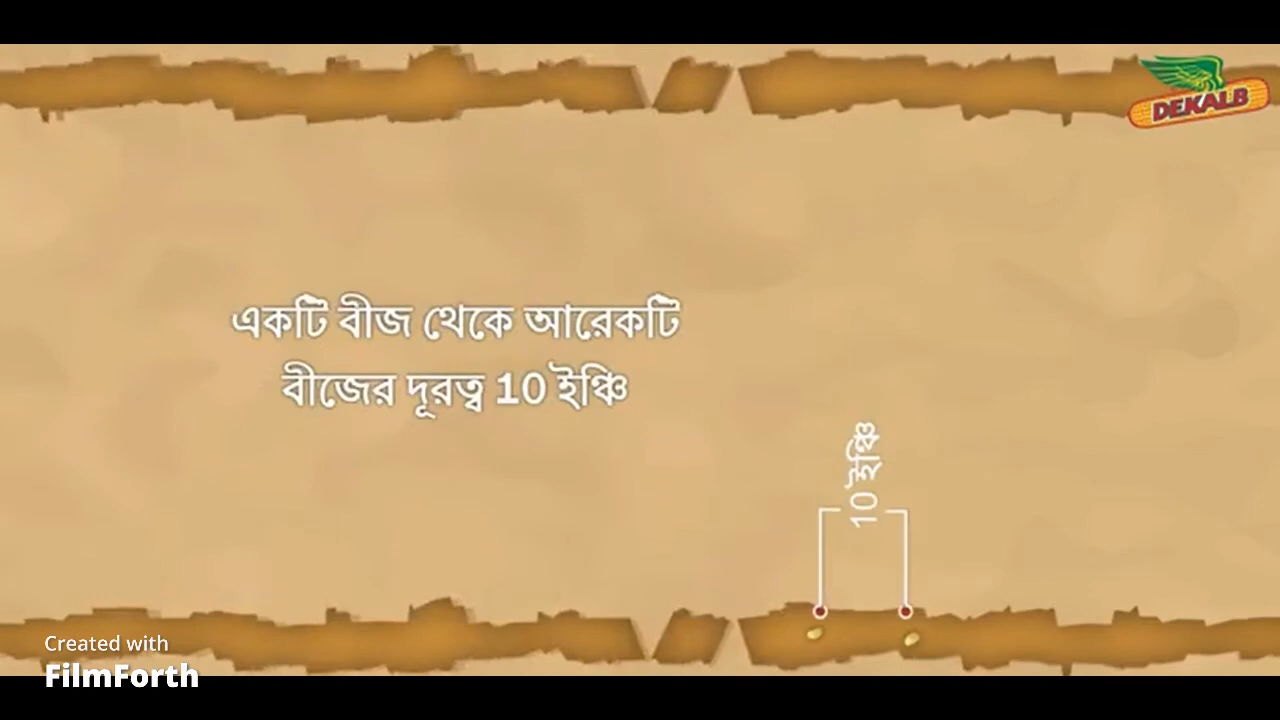 DEKALB
একটি বীজ থেকে আরেকটি
বীজের দূরত্ব 10 ইঞ্চি
10 ইঞ্চি
Created with
FilmForth